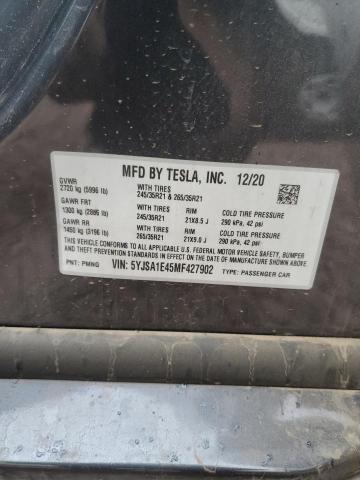 MFD BY TESLA, INC. 12/20
GVWR
2720 kg (5996 lb)
WITH TIRES
245/35R21 & 265/35R21
GAWR FRT
1300 kg (2865 lb)
WITH TIRES
245/35R21
RIM
21X8.5 J
COLD TIRE PRESSURE
290 kPa, 42 psi
GAWR RR
1450 kg (3196 lb)
WITH TIRES
265/35R21
RIM
21X9.0 J
COLD TIRE PRESSURE
290 kPa, 42 psi
THIS VEHICLE CONFORMS TO ALL APPLICABLE
U.S. FEDERAL MOTOR VEHICLE SAFETY, BUMPER
AND THEFT PREVENTION STANDARDS IN EFFECT
ON THE DATE OF MANUFACTURE SHOWN ABOVE.
PNT: PMNG
VIN: 5YJSA1E45MF427902
TYPE: PASSENGER CAR